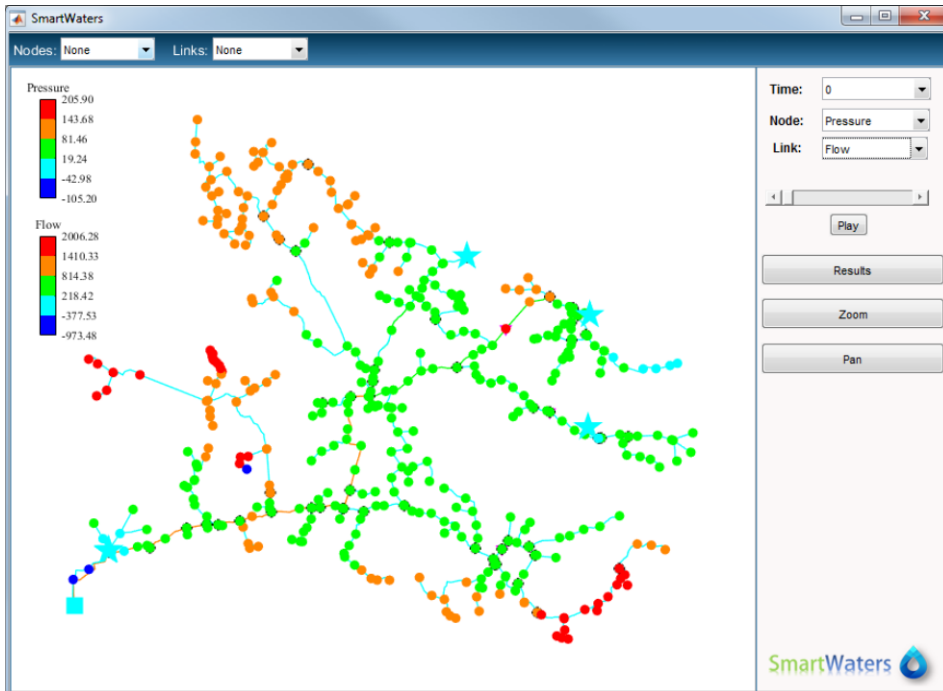 SmartWaters
Nodes: None Links: None
Pressure
205.90
143.68
81.46
19.24
-42.98
-105.20
Flow
2006.28
1410.33
814.38
218.42
-377.53
-973.48
Time: 0
Node: Pressure
Link: Flow
Play
Results
Zoom
Pan
SmartWaters